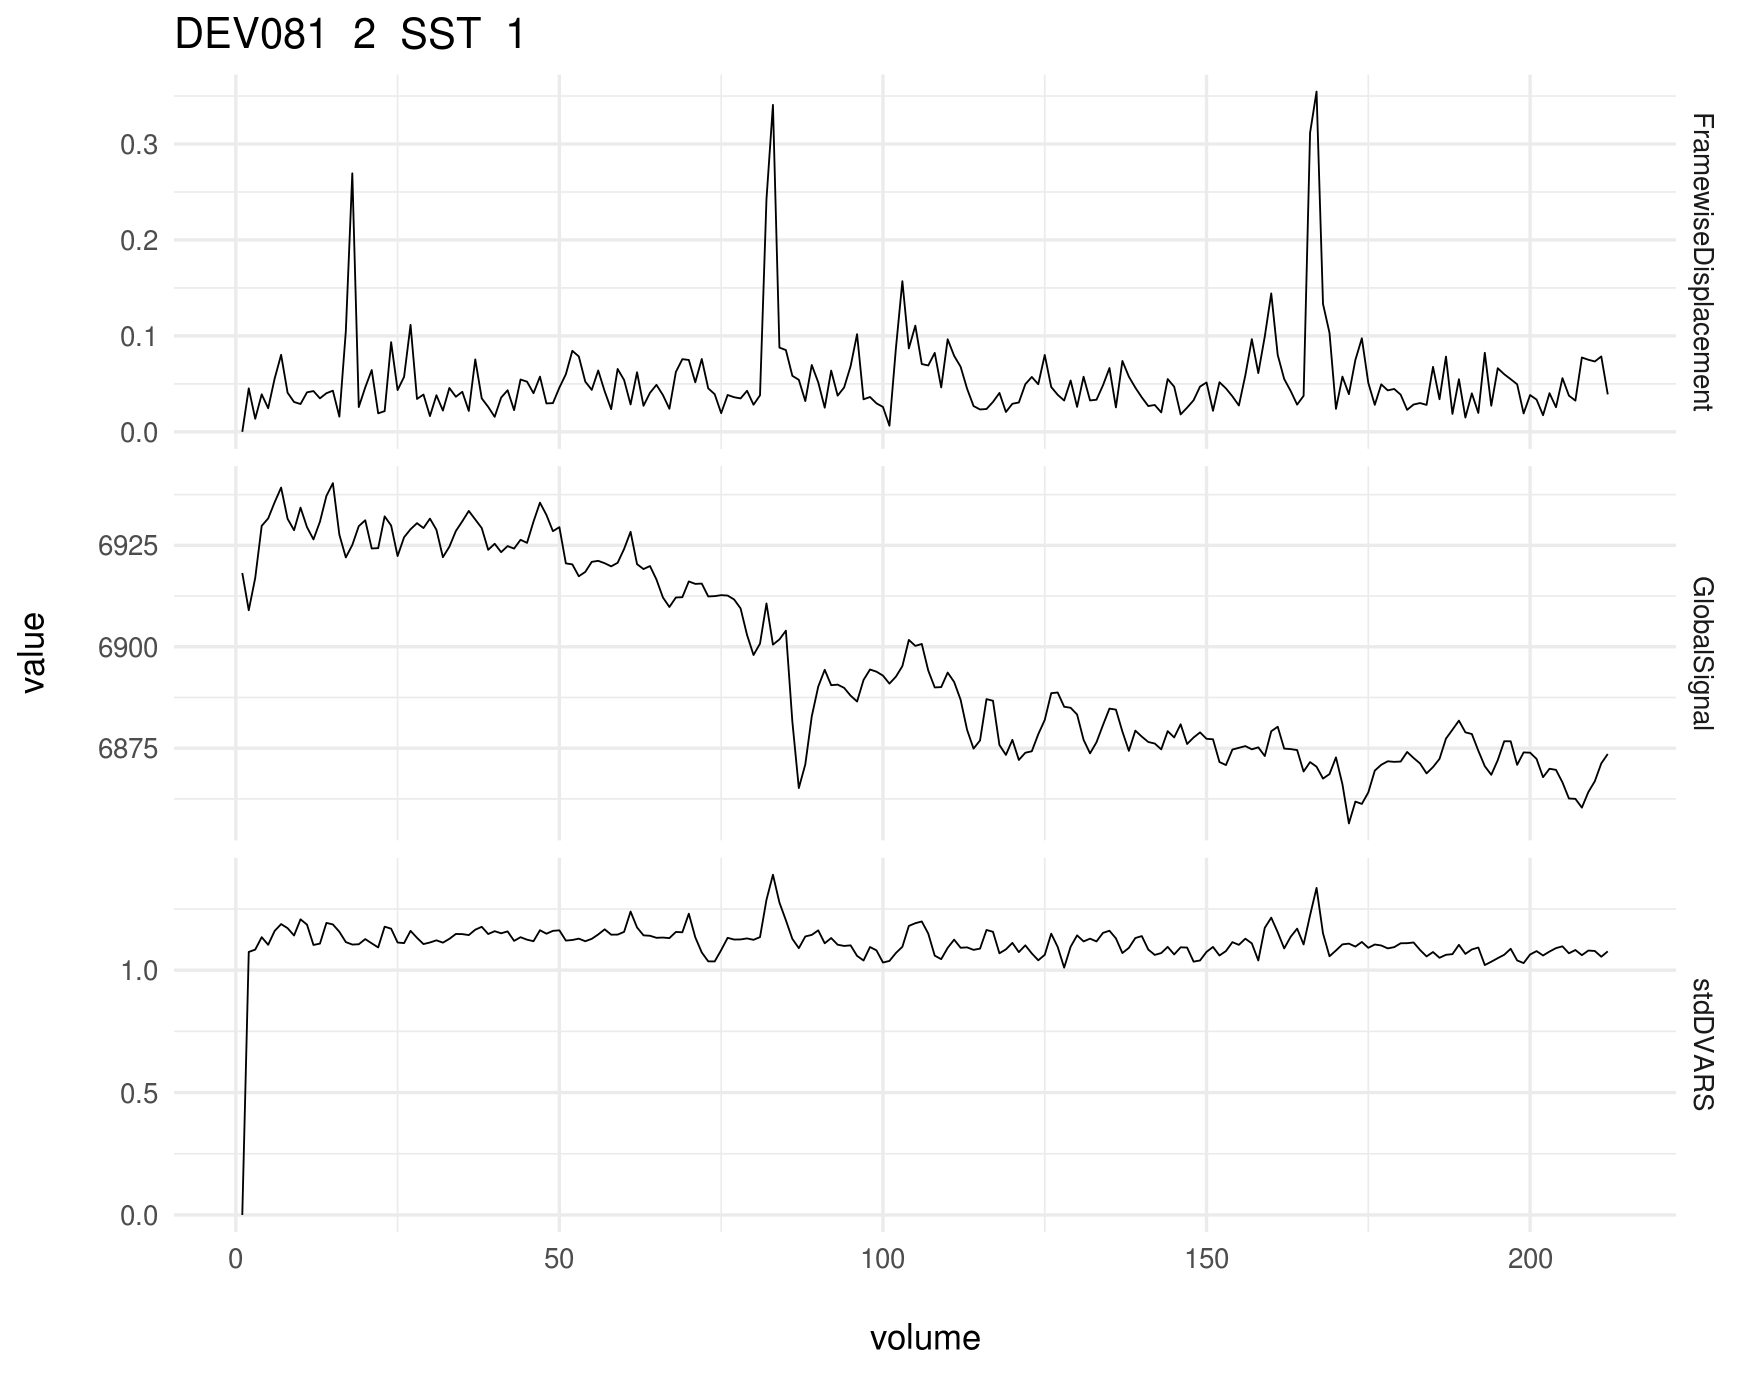 DEV081 2 SST 1
0.3
0.2
0.1
0.0
FramewiseDisplacement
6925
6900
6875
GlobalSignal
value
1.0
0.5
0.0
stdDVARS
0 50 100 150 200
volume